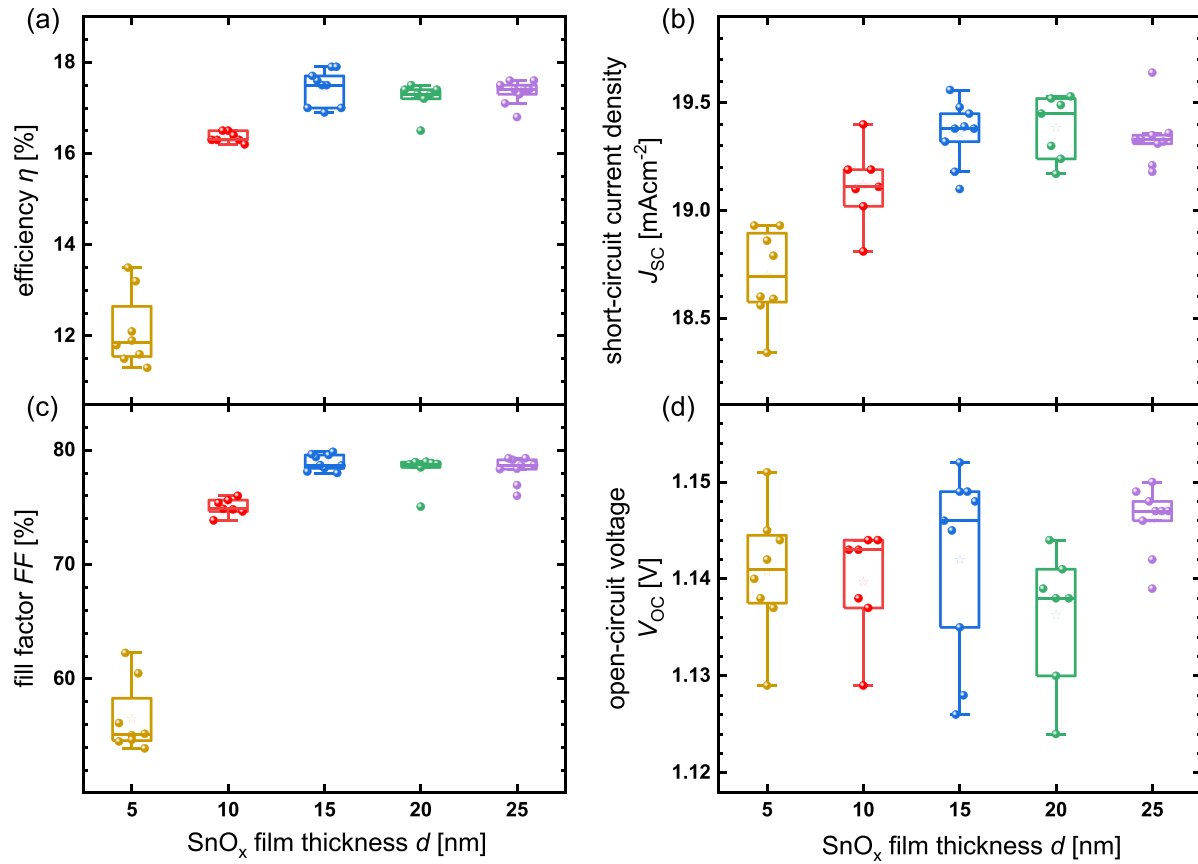 (a)
efficiency η [%]
18
16
14
12
(b)
short-circuit current density
J_SC [mAcm⁻²]
19.5
19.0
18.5
(c)
fill factor FF [%]
80
70
60
5 10 15 20 25
SnOₓ film thickness d [nm]
(d)
open-circuit voltage
V_OC [V]
1.15
1.14
1.13
1.12
5 10 15 20 25
SnOₓ film thickness d [nm]